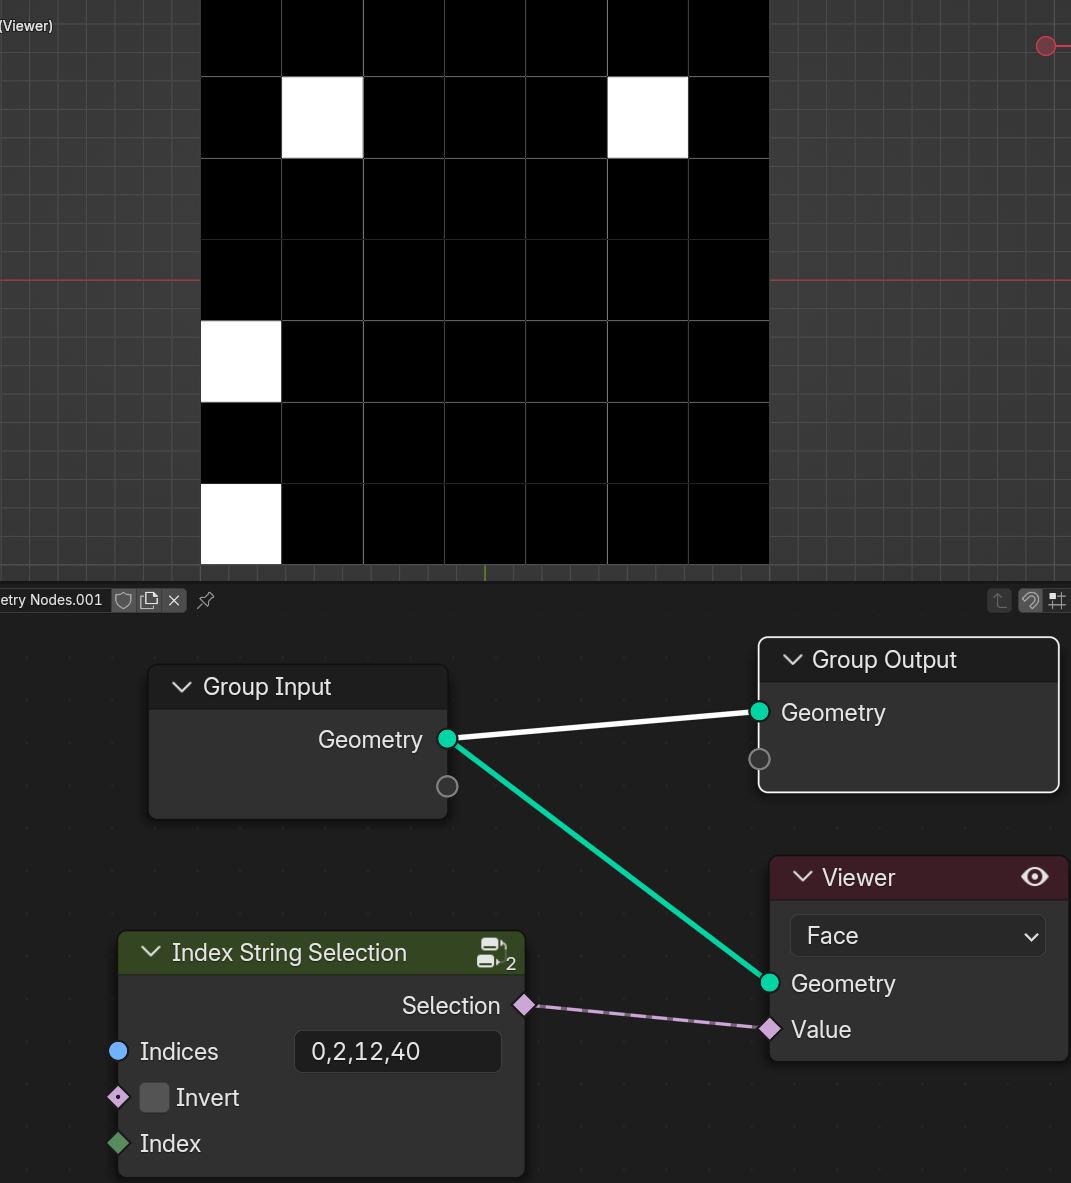 (Viewer)
etry Nodes.001
Group Input
Geometry
Group Output
Geometry
Viewer
Face
Geometry
Value
Index String Selection
2
Selection
Indices
0,2,12,40
Invert
Index